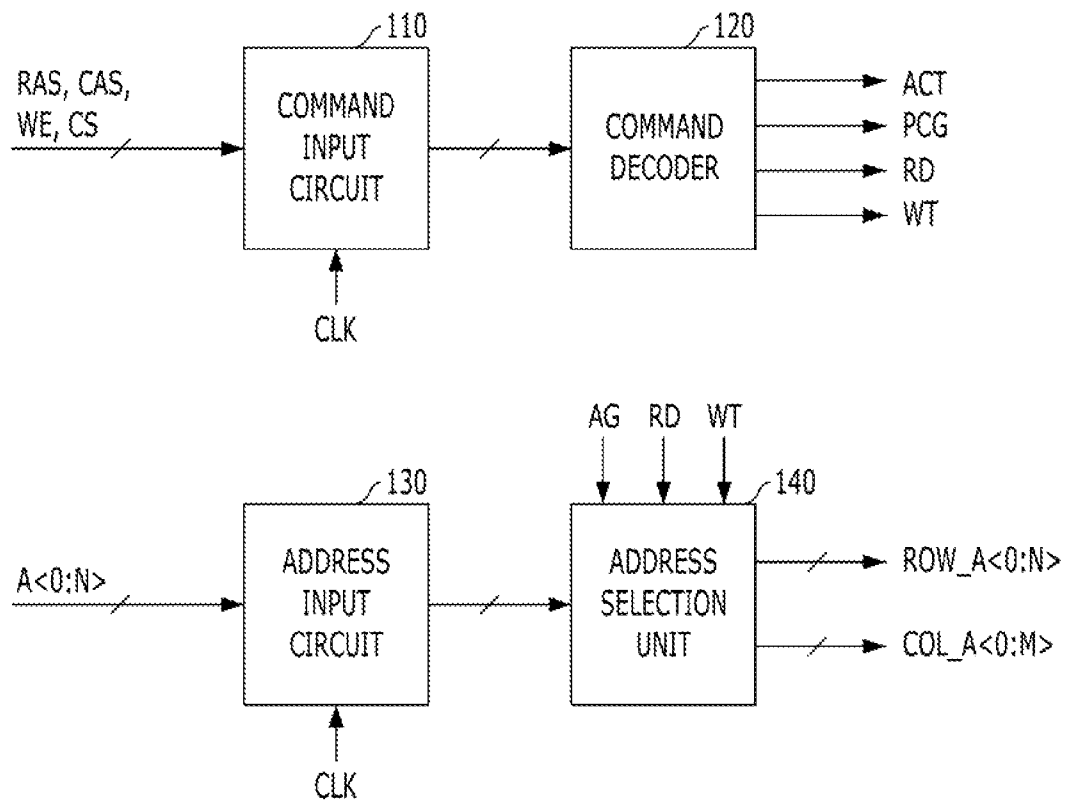 110
120
RAS, CAS,
WE, CS
COMMAND
INPUT
CIRCUIT
COMMAND
DECODER
ACT
PCG
RD
WT
CLK
AG RD WT
130
140
A<0:N>
ADDRESS
INPUT
CIRCUIT
ADDRESS
SELECTION
UNIT
ROW_A<0:N>
COL_A<0:M>
CLK